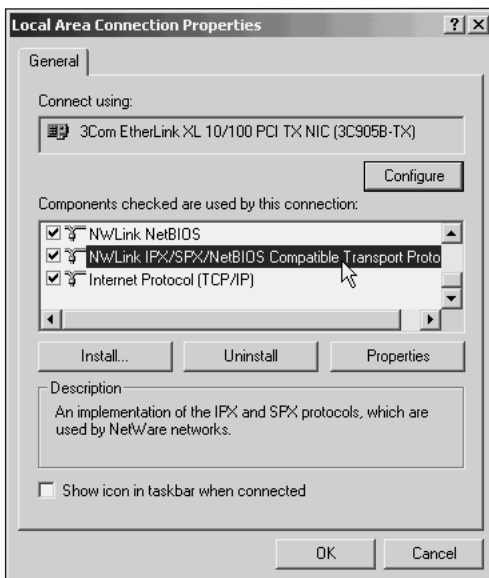 Local Area Connection Properties
General
Connect using:
3Com EtherLink XL 10/100 PCI TX NIC (3C905B-TX)
Configure
Components checked are used by this connection:
NWLink NetBIOS
NWLink IPX/SPX/NetBIOS Compatible Transport Proto
Internet Protocol (TCP/IP)
Install... Uninstall Properties
Description
An implementation of the IPX and SPX protocols, which are
used by NetWare networks.
Show icon in taskbar when connected
OK Cancel